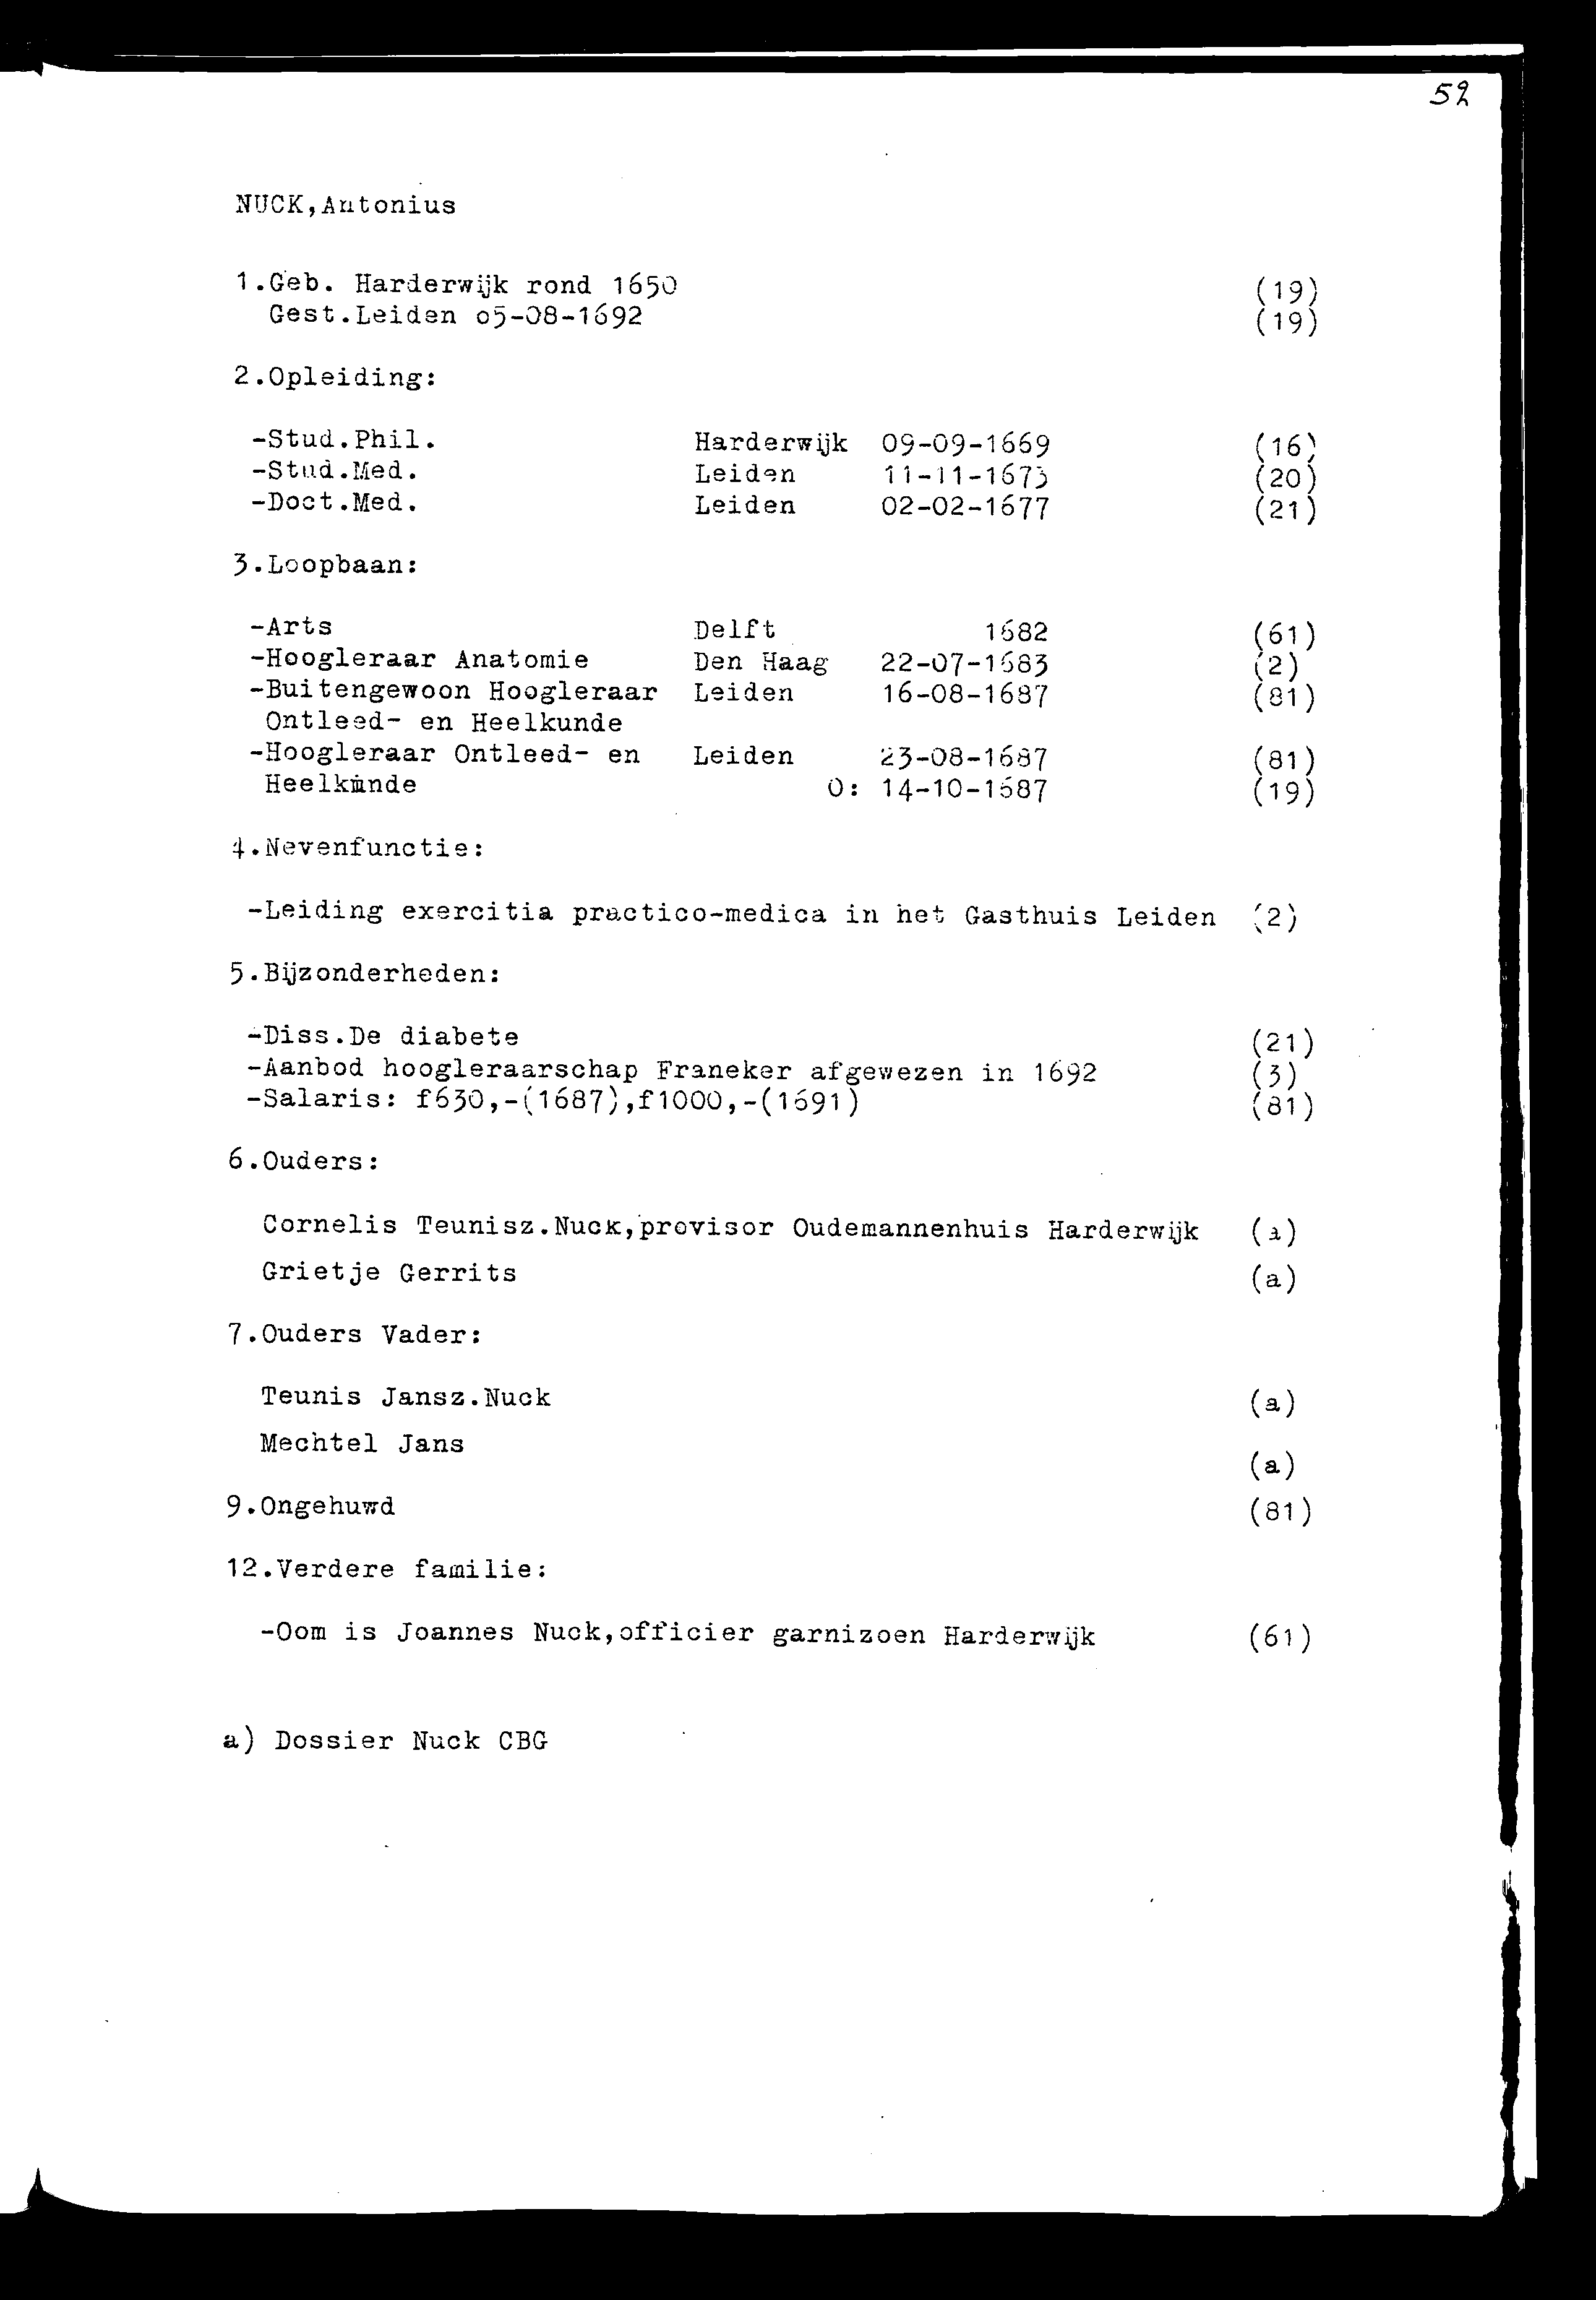 52
NUCK,Antonius
1.Geb. Harderwijk rond 1650 (19)
Gest.Leiden o5-08-1692 (19)
2.Opleiding:
-Stud.Phil. Harderwijk 09-09-1669 (16)
-Stud.Med. Leiden 11-11-1673 (20)
-Doct.Med. Leiden 02-02-1677 (21)
3.Loopbaan:
-Arts Delft 1682 (61)
-Hoogleraar Anatomie Den Haag 22-07-1683 (2)
-Buitengewoon Hoogleraar Leiden 16-08-1687 (81)
Ontleed- en Heelkunde
-Hoogleraar Ontleed- en Leiden 23-08-1687 (81)
Heelkunde O: 14-10-1687 (19)
4.Nevenfunctie:
-Leiding exercitia practico-medica in het Gasthuis Leiden (2)
5.Bijzonderheden:
-Diss.De diabete (21)
-Aanbod hoogleraarschap Franeker afgewezen in 1692 (3)
-Salaris: f630,-(1687),f1000,-(1691) (81)
6.Ouders:
Cornelis Teunisz.Nuck,provisor Oudemannenhuis Harderwijk (a)
Grietje Gerrits (a)
7.Ouders Vader:
Teunis Jansz.Nuck (a)
Mechtel Jans (a)
9.Ongehuwd (81)
12.Verdere familie:
-Oom is Joannes Nuck,officier garnizoen Harderwijk (61)
a) Dossier Nuck CBG